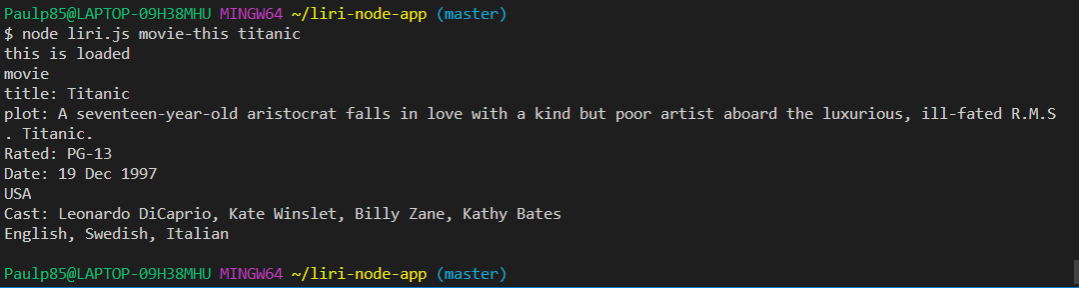 Paulp85@LAPTOP-09H38MHU MINGW64 ~/liri-node-app (master)
$ node liri.js movie-this titanic
this is loaded
movie
title: Titanic
plot: A seventeen-year-old aristocrat falls in love with a kind but poor artist aboard the luxurious, ill-fated R.M.S
. Titanic.
Rated: PG-13
Date: 19 Dec 1997
USA
Cast: Leonardo DiCaprio, Kate Winslet, Billy Zane, Kathy Bates
English, Swedish, Italian
Paulp85@LAPTOP-09H38MHU MINGW64 ~/liri-node-app (master)